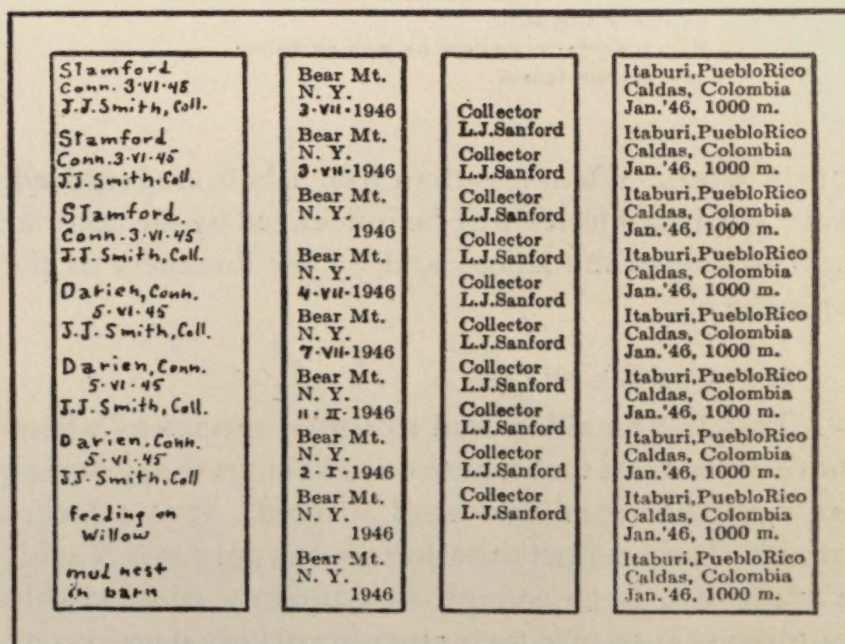 Stamford
Conn. 3·VI·45
J.J. Smith, Coll.
Stamford
Conn. 3·VI·45
J.J. Smith, Coll.
Stamford.
Conn. 3·VI·45
J.J. Smith, Coll.
Darien, Conn.
5·VI·45
J.J. Smith, Coll.
Darien, Conn.
5·VI·45
J.J. Smith, Coll.
Darien, Conn.
5·VI·45
J.J. Smith, Coll
feeding on
Willow
mud nest
in barn
Bear Mt.
N. Y.
3·VII·1946
Bear Mt.
N. Y.
3·VII·1946
Bear Mt.
N. Y.
1946
Bear Mt.
N. Y.
4·VII·1946
Bear Mt.
N. Y.
7·VII·1946
Bear Mt.
N. Y.
11·II·1946
Bear Mt.
N. Y.
2·I·1946
Bear Mt.
N. Y.
1946
Bear Mt.
N. Y.
1946
Collector
L.J.Sanford
Collector
L.J.Sanford
Collector
L.J.Sanford
Collector
L.J.Sanford
Collector
L.J.Sanford
Collector
L.J.Sanford
Collector
L.J.Sanford
Collector
L.J.Sanford
Collector
L.J.Sanford
Collector
L.J.Sanford
Itaburi,PuebloRico
Caldas, Colombia
Jan.'46, 1000 m.
Itaburi,PuebloRico
Caldas, Colombia
Jan.'46, 1000 m.
Itaburi,PuebloRico
Caldas, Colombia
Jan.'46, 1000 m.
Itaburi,PuebloRico
Caldas, Colombia
Jan.'46, 1000 m.
Itaburi,PuebloRico
Caldas, Colombia
Jan.'46, 1000 m.
Itaburi,PuebloRico
Caldas, Colombia
Jan.'46, 1000 m.
Itaburi,PuebloRico
Caldas, Colombia
Jan.'46, 1000 m.
Itaburi,PuebloRico
Caldas, Colombia
Jan.'46, 1000 m.
Itaburi,PuebloRico
Caldas, Colombia
Jan.'46, 1000 m.